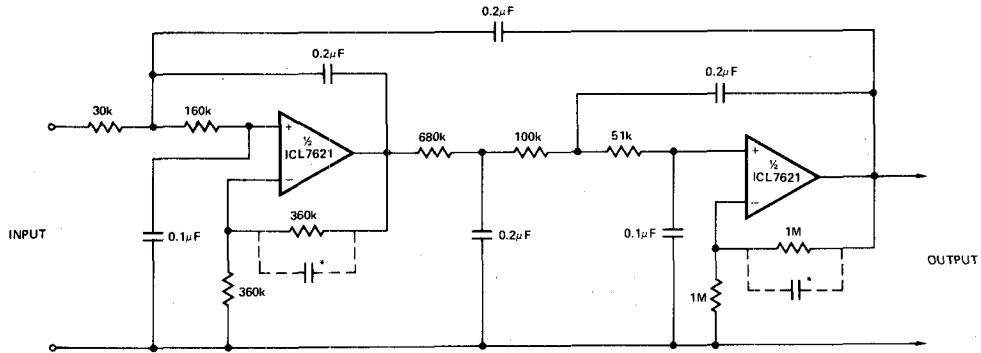 0.2μF
0.2μF
0.2μF
30k
160k
+
½
ICL7621
−
680k
100k
51k
+
½
ICL7621
−
INPUT
0.1μF
360k
*
0.2μF
0.1μF
1M
*
OUTPUT
360k
1M